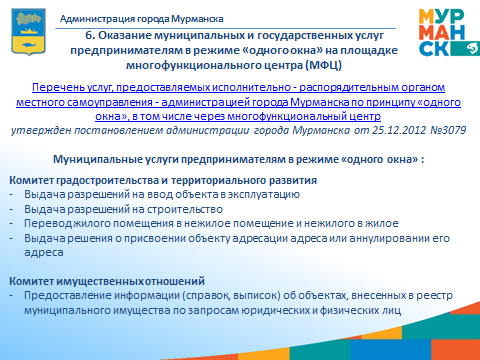 Администрация города Мурманска
МУР
МАН
СК
6. Оказание муниципальных и государственных услуг
предпринимателям в режиме «одного окна» на площадке
многофункционального центра (МФЦ)
Перечень услуг, предоставляемых исполнительно - распорядительным органом
местного самоуправления - администрацией города Мурманска по принципу «одного
окна», в том числе через многофункциональный центр
утвержден постановлением администрации города Мурманска от 25.12.2012 №3079
Муниципальные услуги предпринимателям в режиме «одного окна» :
Комитет градостроительства и территориального развития
- Выдача разрешений на ввод объекта в эксплуатацию
- Выдача разрешений на строительство
- Перевод жилого помещения в нежилое помещение и нежилого в жилое
- Выдача решения о присвоении объекту адресации адреса или аннулировании его
адреса
Комитет имущественных отношений
- Предоставление информации (справок, выписок) об объектах, внесенных в реестр
муниципального имущества по запросам юридических и физических лиц